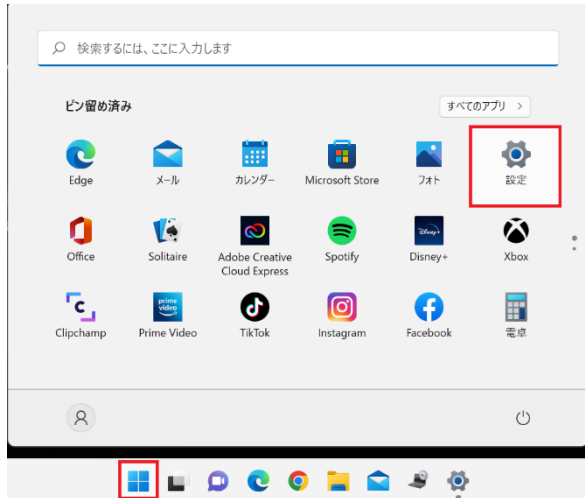 検索するには、ここに入力します
ピン留め済み
すべてのアプリ >
Edge
メール
カレンダー
Microsoft Store
フォト
設定
Office
Solitaire
Adobe Creative
Cloud Express
Spotify
Disney+
Xbox
Clipchamp
prime
video
Prime Video
TikTok
Instagram
Facebook
電卓